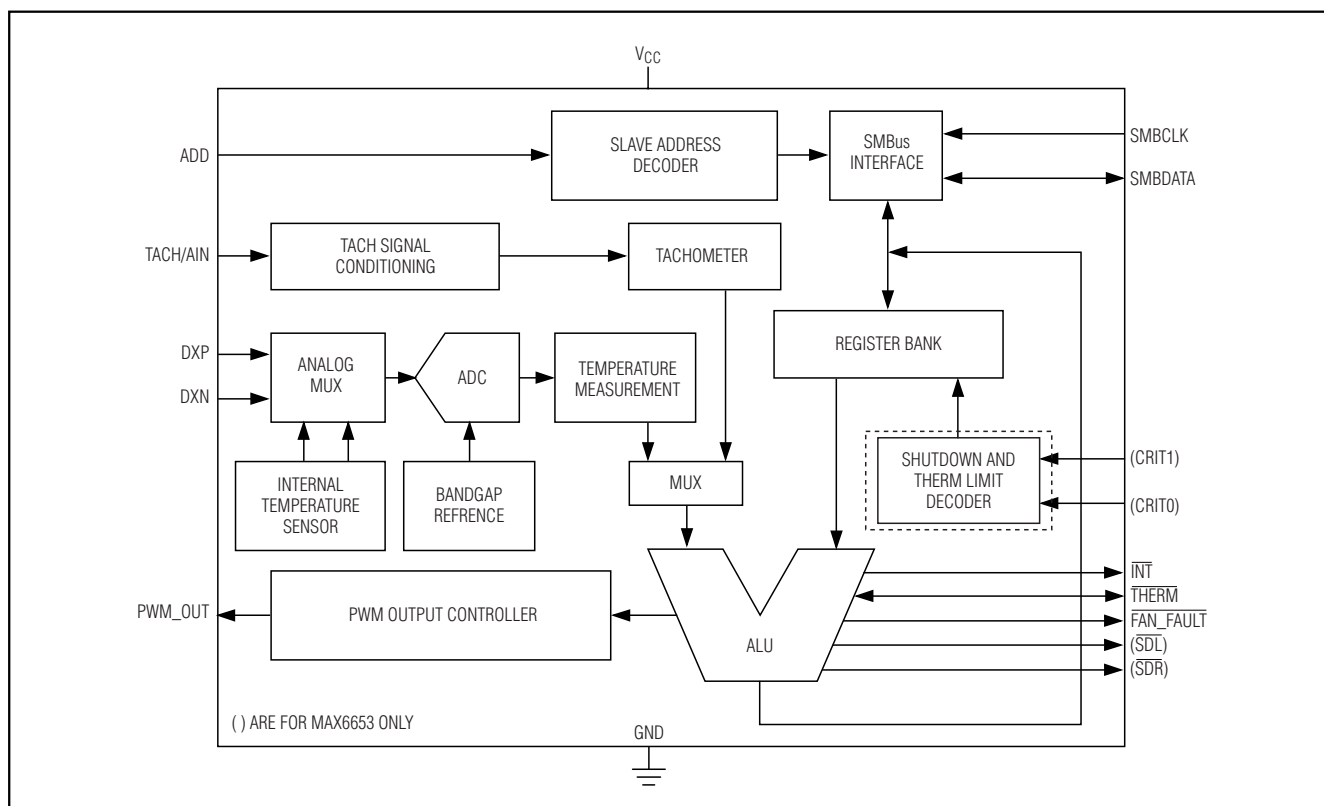 VCC
ADD
SLAVE ADDRESS
DECODER
SMBus
INTERFACE
SMBCLK
SMBDATA
TACH/AIN
TACH SIGNAL
CONDITIONING
TACHOMETER
REGISTER BANK
DXP
DXN
ANALOG
MUX
ADC
TEMPERATURE
MEASUREMENT
INTERNAL
TEMPERATURE
SENSOR
BANDGAP
REFRENCE
MUX
SHUTDOWN AND
THERM LIMIT
DECODER
(CRIT1)
(CRIT0)
PWM_OUT
PWM OUTPUT CONTROLLER
ALU
INT
THERM
FAN_FAULT
(SDL)
(SDR)
( ) ARE FOR MAX6653 ONLY
GND